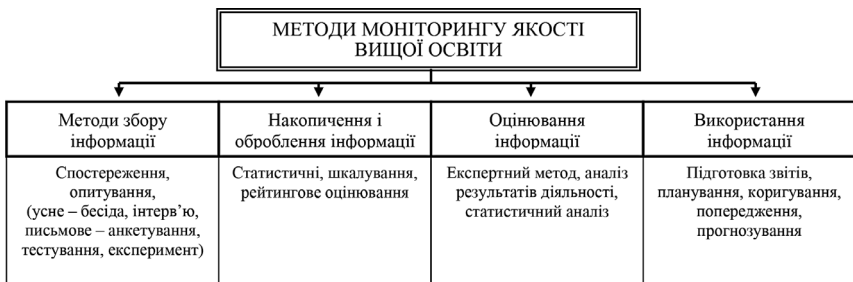 МЕТОДИ МОНІТОРИНГУ ЯКОСТІ
ВИЩОЇ ОСВІТИ
Методи збору
інформації
Накопичення і
оброблення інформації
Оцінювання
інформації
Використання
інформації
Спостереження,
опитування,
(усне – бесіда, інтерв’ю,
письмове – анкетування,
тестування, експеримент)
Статистичні, шкалування,
рейтингове оцінювання
Експертний метод, аналіз
результатів діяльності,
статистичний аналіз
Підготовка звітів,
планування, коригування,
попередження,
прогнозування